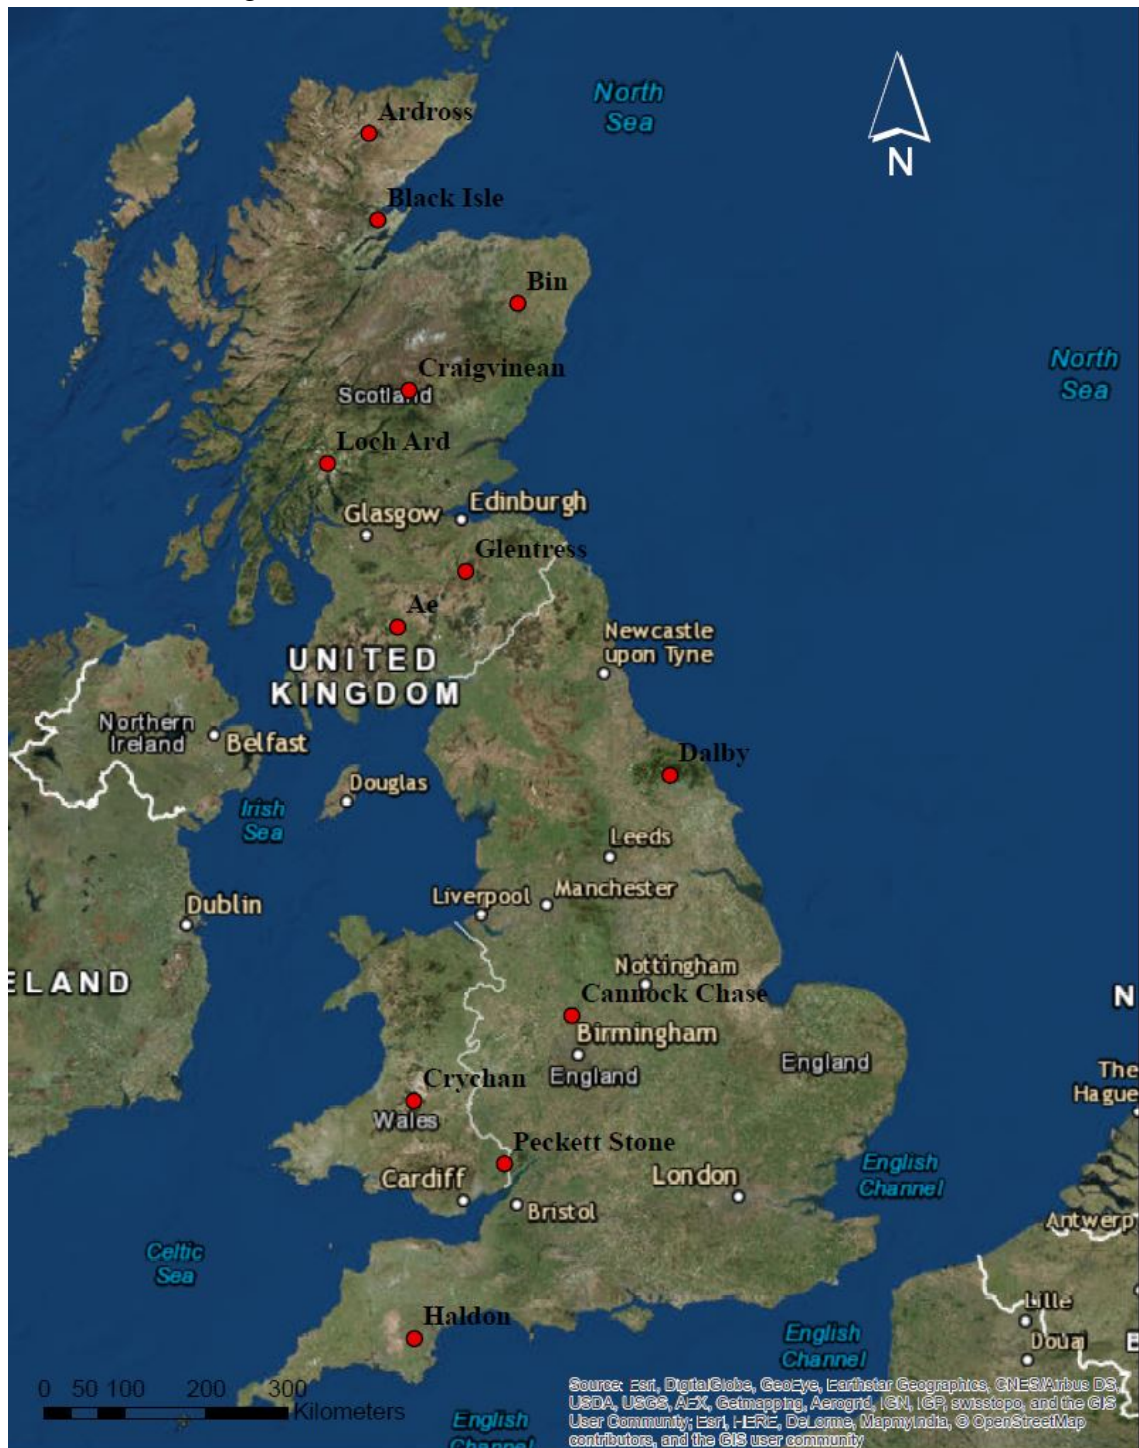 North
Sea
N
Ardross
Black Isle
Bin
Craigvinean
Scotland
North
Sea
Loch Ard
Glasgow
Edinburgh
Glentress
Ae
UNITED
KINGDOM
Newcastle
upon Tyne
Northern
Ireland
Belfast
Dalby
Douglas
Irish
Sea
Leeds
Liverpool
Manchester
Dublin
ELAND
Nottingham
Cannock Chase
N
Birmingham
England
England
The
Hague
Crychan
Wales
Peckett Stone
Cardiff
London
English
Channel
Bristol
Antwerp
Celtic
Sea
Haldon
Lille
Douai
English
Channel
0 50 100 200 300
Kilometers
English
Channel
Source: Esri, DigitalGlobe, GeoEye, Earthstar Geographics, CNES/Airbus DS,
USDA, USGS, AEX, Getmapping, Aerogrid, IGN, IGP, swisstopo, and the GIS
User Community; Esri, HERE, DeLorme, MapmyIndia, © OpenStreetMap
contributors, and the GIS user community